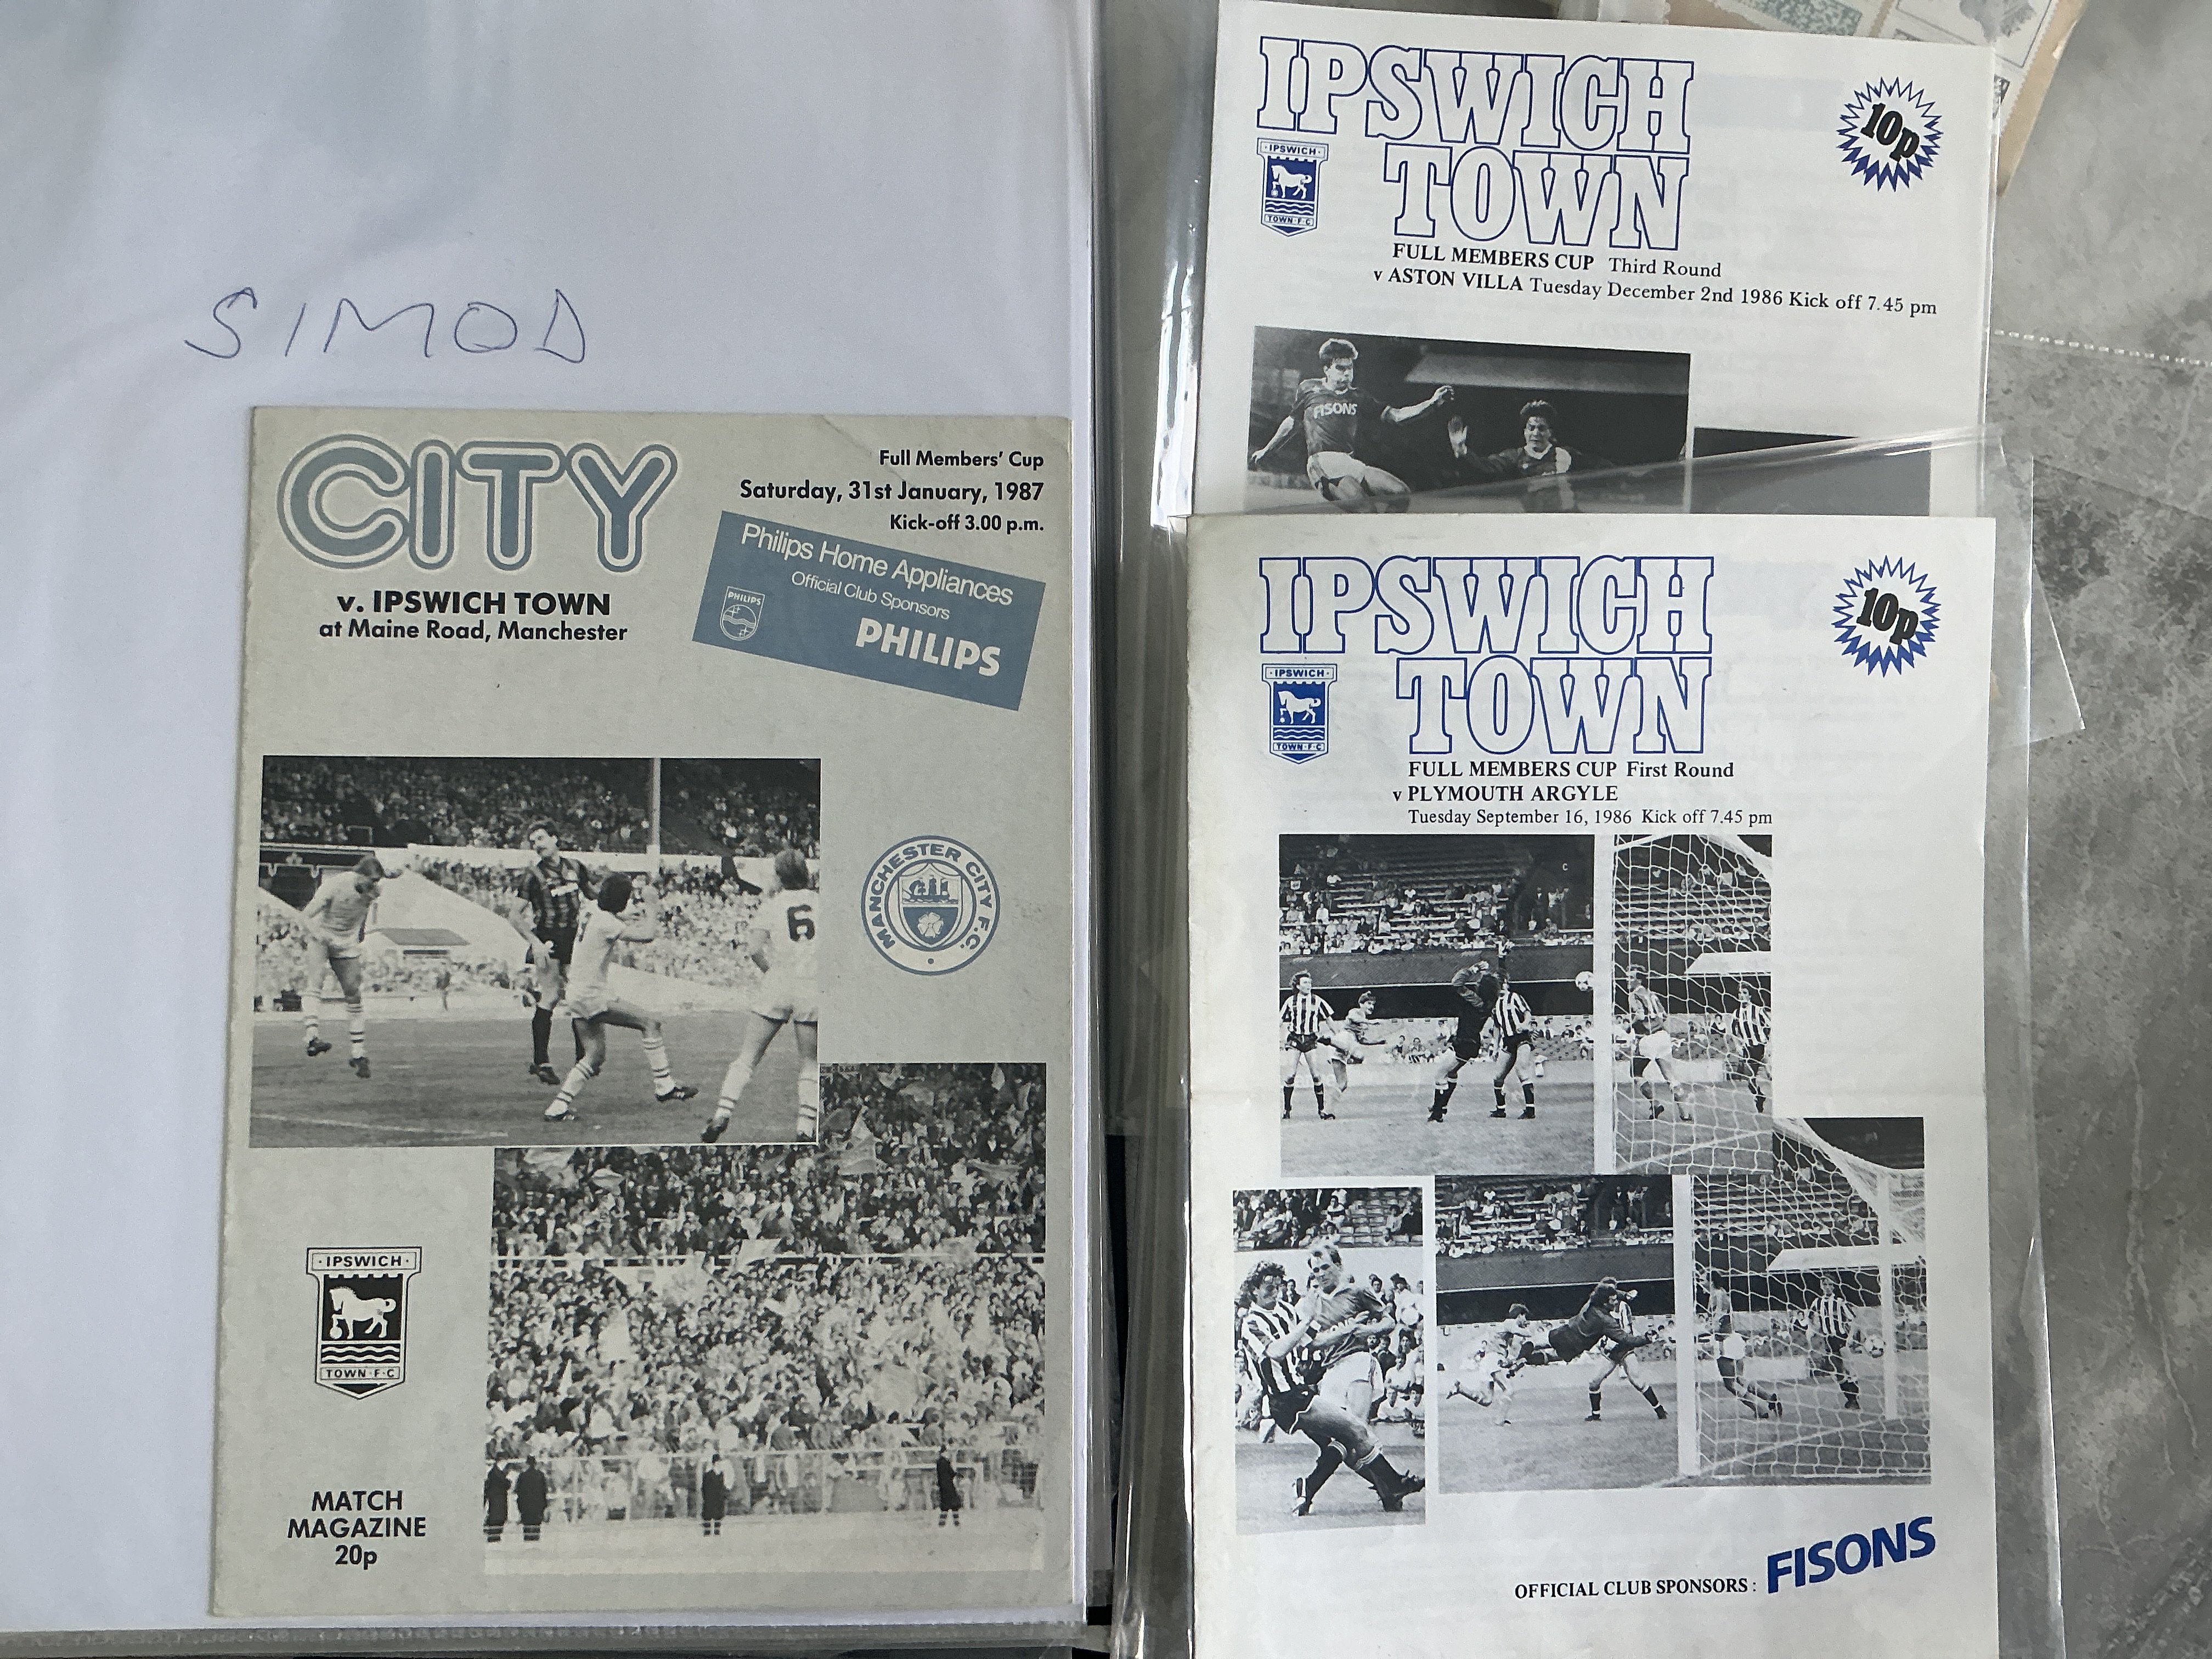 SIMOD
CITY
v. IPSWICH TOWN
at Maine Road, Manchester
Full Members' Cup
Saturday, 31st January, 1987
Kick-off 3.00 p.m.
Philips Home Appliances
Official Club Sponsors
PHILIPS
PHILIPS
6
MANCHESTER CITY F.C.
IPSWICH
TOWN F.C
MATCH
MAGAZINE
20p
IPSWICH
TOWN
10p
IPSWICH
TOWN F.C
FULL MEMBERS CUP Third Round
v ASTON VILLA Tuesday December 2nd 1986 Kick off 7.45 pm
FISONS
IPSWICH
TOWN
10p
IPSWICH
TOWN F.C
FULL MEMBERS CUP First Round
v PLYMOUTH ARGYLE
Tuesday September 16, 1986 Kick off 7.45 pm
OFFICIAL CLUB SPONSORS : FISONS